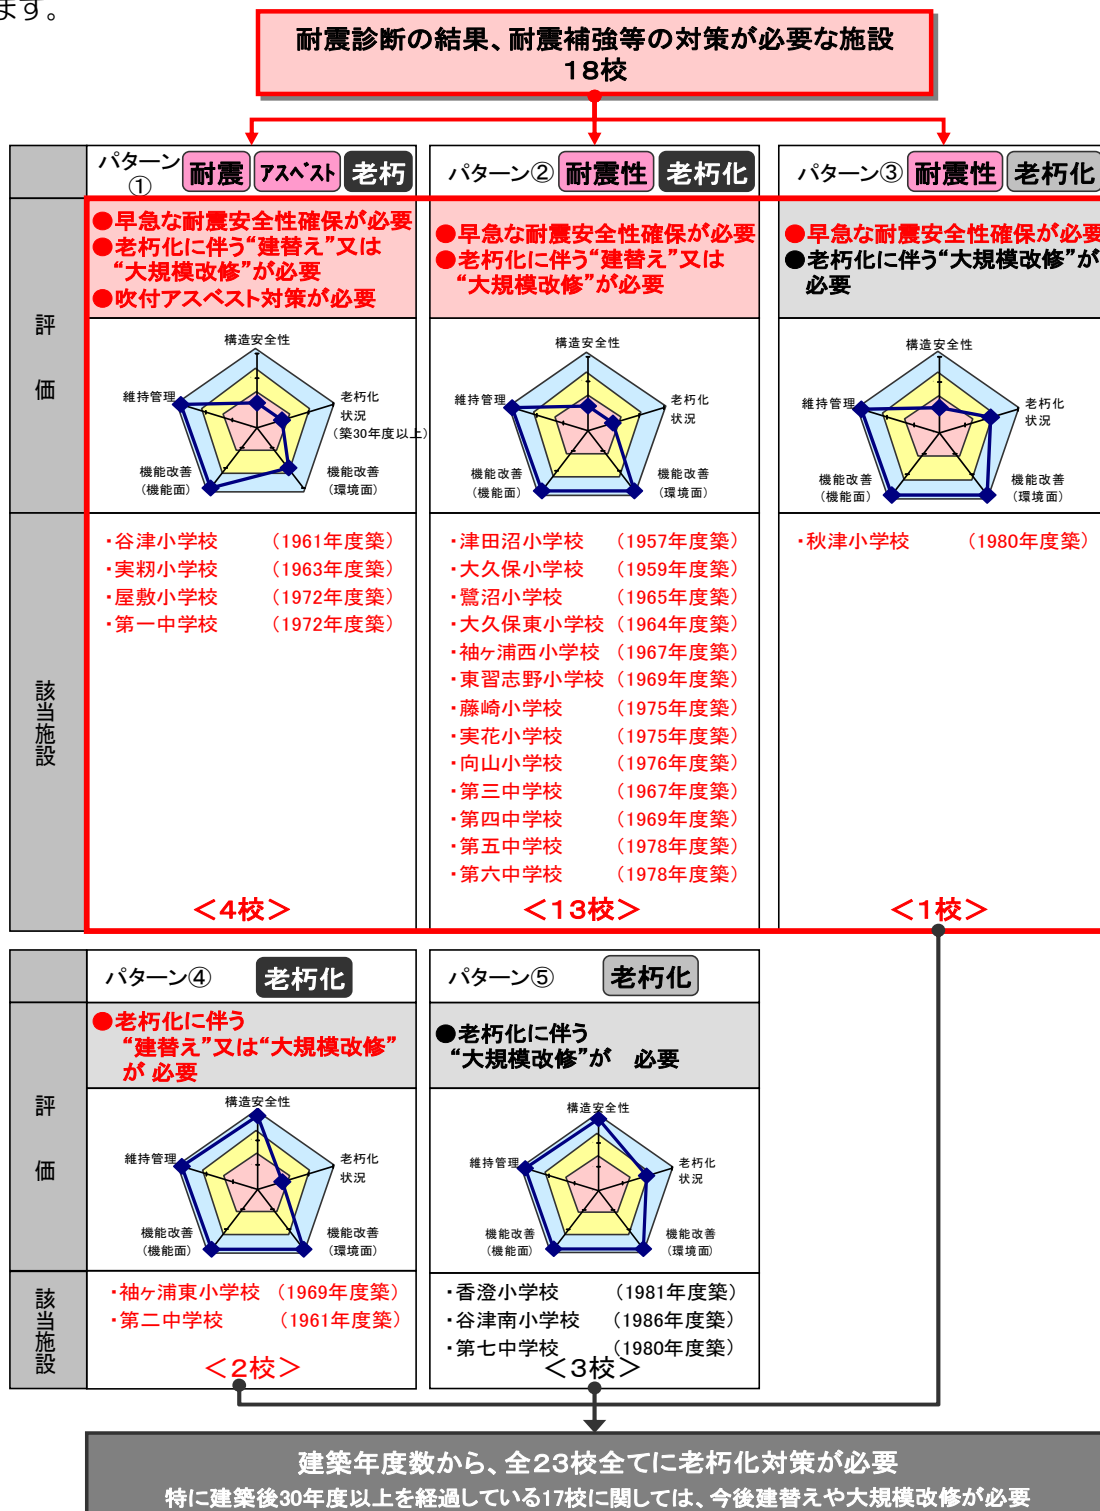 ます。
耐震診断の結果、耐震補強等の対策が必要な施設
18校
パターン① 耐震 アスベスト 老朽
パターン② 耐震性 老朽化
パターン③ 耐震性 老朽化
評価
●早急な耐震安全性確保が必要
●老朽化に伴う“建替え”又は
“大規模改修”が必要
●吹付アスベスト対策が必要
●早急な耐震安全性確保が必要
●老朽化に伴う“建替え”又は
“大規模改修”が必要
●早急な耐震安全性確保が必要
●老朽化に伴う“大規模改修”が
必要
構造安全性
維持管理
老朽化
状況
(築30年度以上)
機能改善
(機能面)
機能改善
(環境面)
構造安全性
維持管理
老朽化
状況
機能改善
(機能面)
機能改善
(環境面)
構造安全性
維持管理
老朽化
状況
機能改善
(機能面)
機能改善
(環境面)
該当施設
・谷津小学校 (1961年度築)
・実籾小学校 (1963年度築)
・屋敷小学校 (1972年度築)
・第一中学校 (1972年度築)
<4校>
・津田沼小学校 (1957年度築)
・大久保小学校 (1959年度築)
・鷺沼小学校 (1965年度築)
・大久保東小学校 (1964年度築)
・袖ヶ浦西小学校 (1967年度築)
・東習志野小学校 (1969年度築)
・藤崎小学校 (1975年度築)
・実花小学校 (1975年度築)
・向山小学校 (1976年度築)
・第三中学校 (1967年度築)
・第四中学校 (1969年度築)
・第五中学校 (1978年度築)
・第六中学校 (1978年度築)
<13校>
・秋津小学校 (1980年度築)
<1校>
パターン④ 老朽化
パターン⑤ 老朽化
評価
●老朽化に伴う
“建替え”又は“大規模改修”
が 必要
●老朽化に伴う
“大規模改修”が 必要
構造安全性
維持管理
老朽化
状況
機能改善
(機能面)
機能改善
(環境面)
構造安全性
維持管理
老朽化
状況
機能改善
(機能面)
機能改善
(環境面)
該当施設
・袖ヶ浦東小学校 (1969年度築)
・第二中学校 (1961年度築)
<2校>
・香澄小学校 (1981年度築)
・谷津南小学校 (1986年度築)
・第七中学校 (1980年度築)
<3校>
建築年度数から、全23校全てに老朽化対策が必要
特に建築後30年度以上を経過している17校に関しては、今後建替えや大規模改修が必要